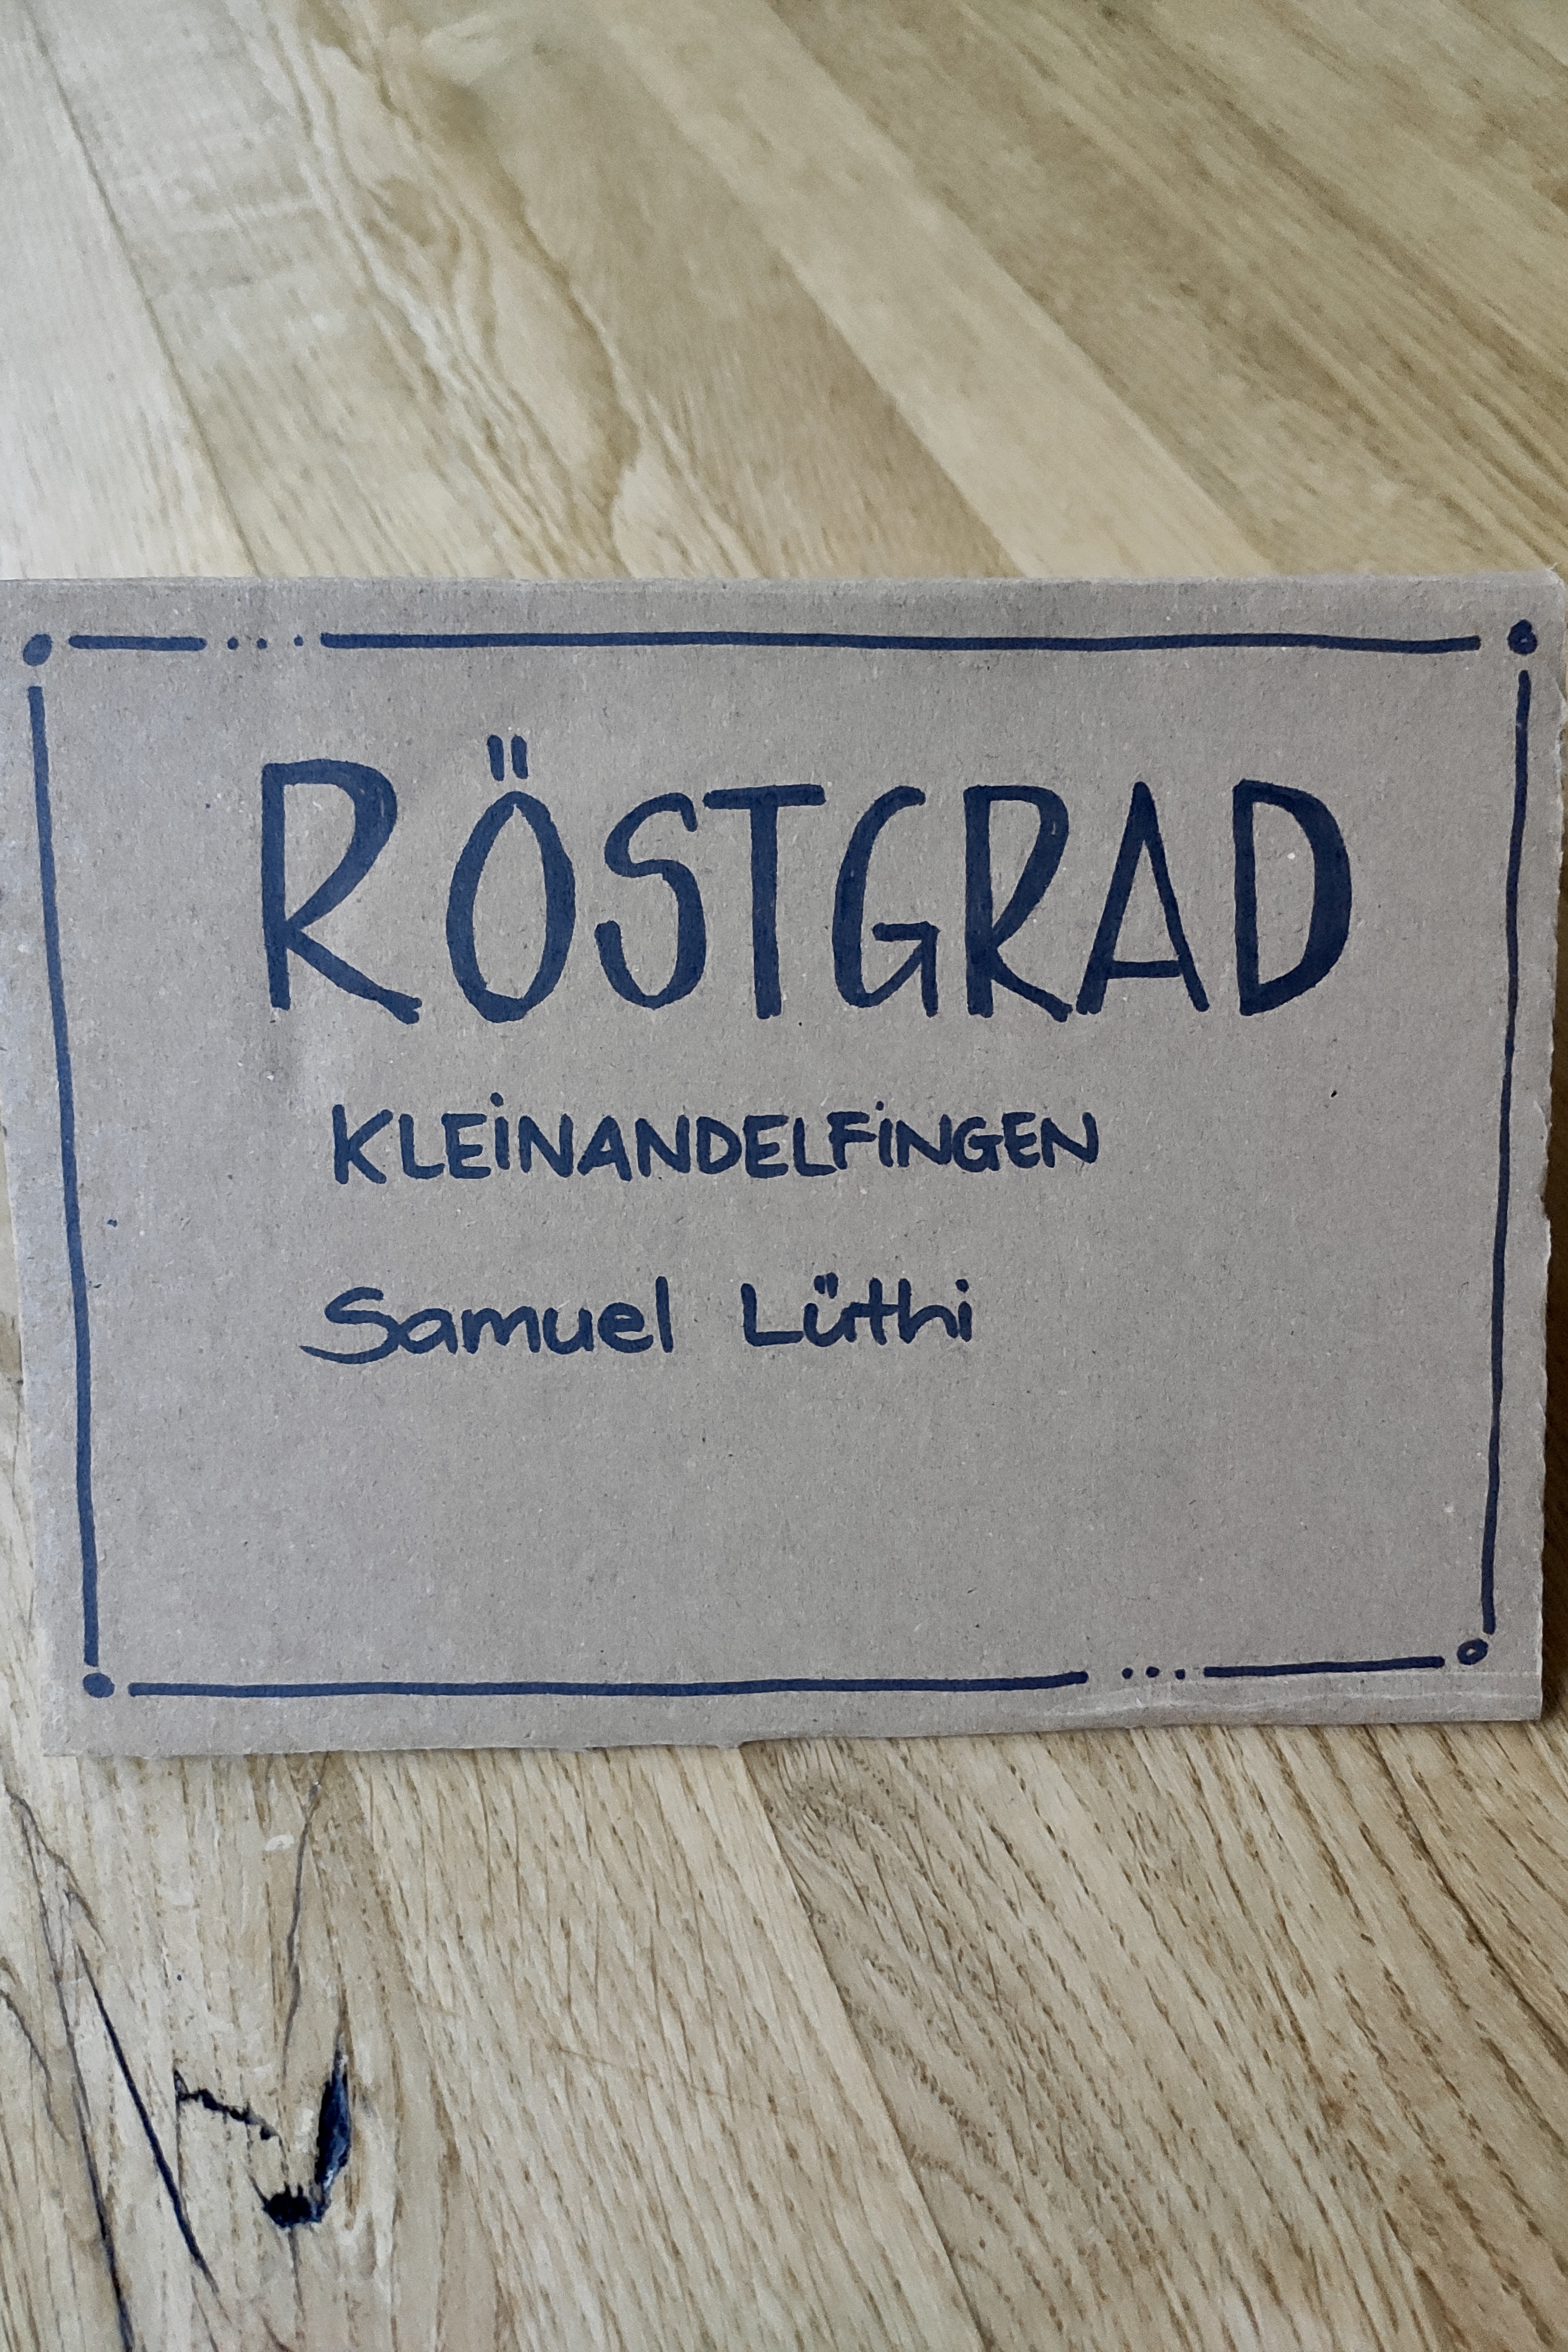 RÖSTGRAD
KLEINANDELFINGEN
Samuel Lüthi